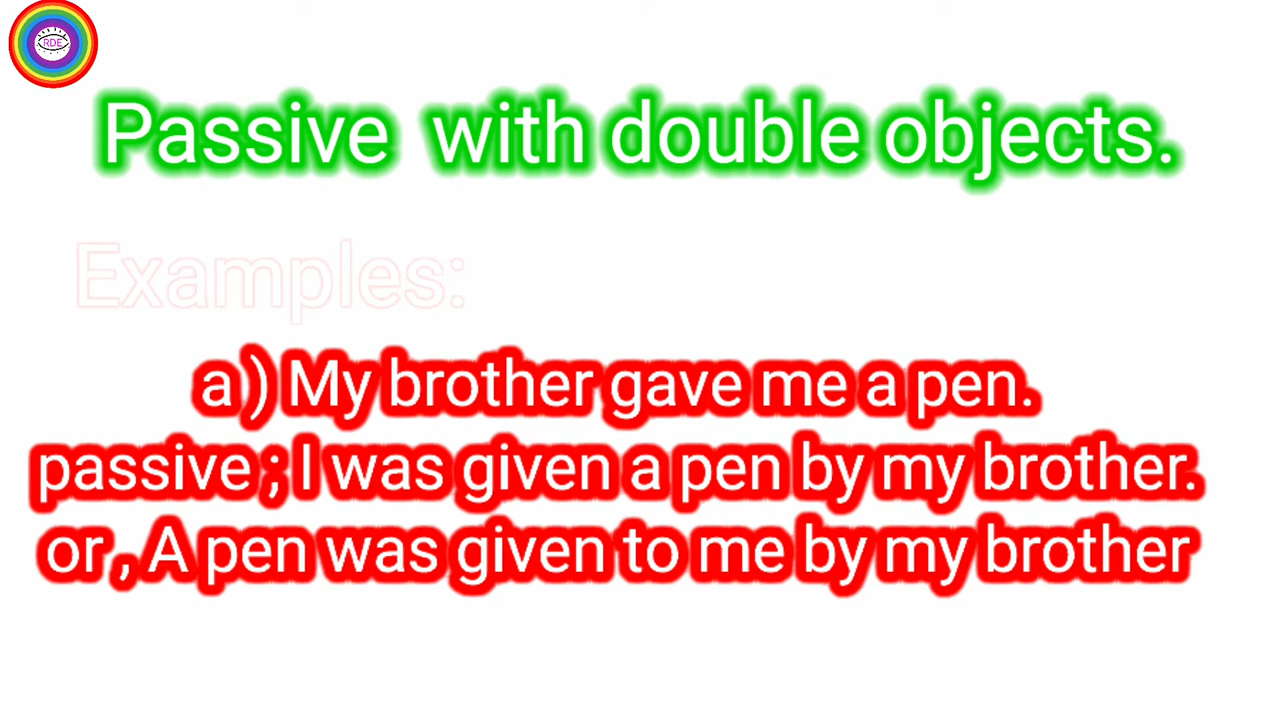 RDE
Passive with double objects.
Examples:
a ) My brother gave me a pen.
passive ; I was given a pen by my brother.
or , A pen was given to me by my brother